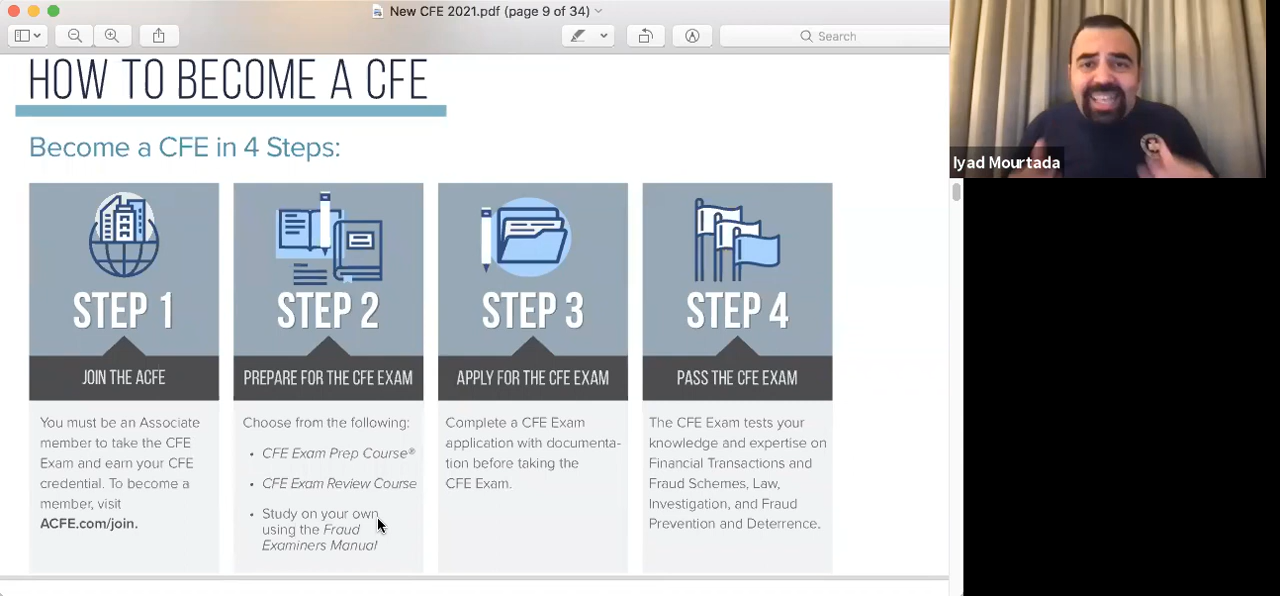 New CFE 2021.pdf (page 9 of 34)
Search
HOW TO BECOME A CFE
Become a CFE in 4 Steps:
STEP 1
JOIN THE ACFE
You must be an Associate
member to take the CFE
Exam and earn your CFE
credential. To become a
member, visit
ACFE.com/join.
STEP 2
PREPARE FOR THE CFE EXAM
Choose from the following:
• CFE Exam Prep Course®
• CFE Exam Review Course
• Study on your own
using the Fraud
Examiners Manual
STEP 3
APPLY FOR THE CFE EXAM
Complete a CFE Exam
application with documenta-
tion before taking the
CFE Exam.
STEP 4
PASS THE CFE EXAM
The CFE Exam tests your
knowledge and expertise on
Financial Transactions and
Fraud Schemes, Law,
Investigation, and Fraud
Prevention and Deterrence.
Iyad Mourtada